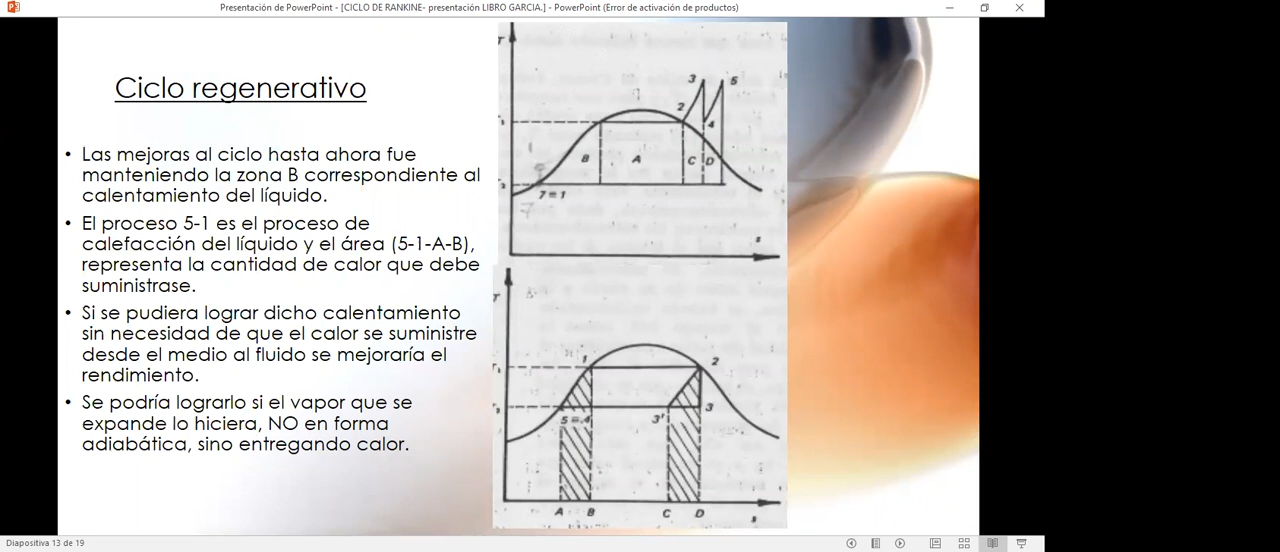 Presentación de PowerPoint - [CICLO DE RANKINE- presentación LIBRO GARCIA.] - PowerPoint (Error de activación de productos)
Ciclo regenerativo
• Las mejoras al ciclo hasta ahora fue
manteniendo la zona B correspondiente al
calentamiento del líquido.
• El proceso 5-1 es el proceso de
calefacción del líquido y el área (5-1-A-B),
representa la cantidad de calor que debe
suministrase.
• Si se pudiera lograr dicho calentamiento
sin necesidad de que el calor se suministre
desde el medio al fluido se mejoraría el
rendimiento.
• Se podría lograrlo si el vapor que se
expande lo hiciera, NO en forma
adiabática, sino entregando calor.
T
3 5
2
4
B A C D
7=1
s
T
1 2
5=4 3' 3
A B C D
s
Diapositiva 13 de 19